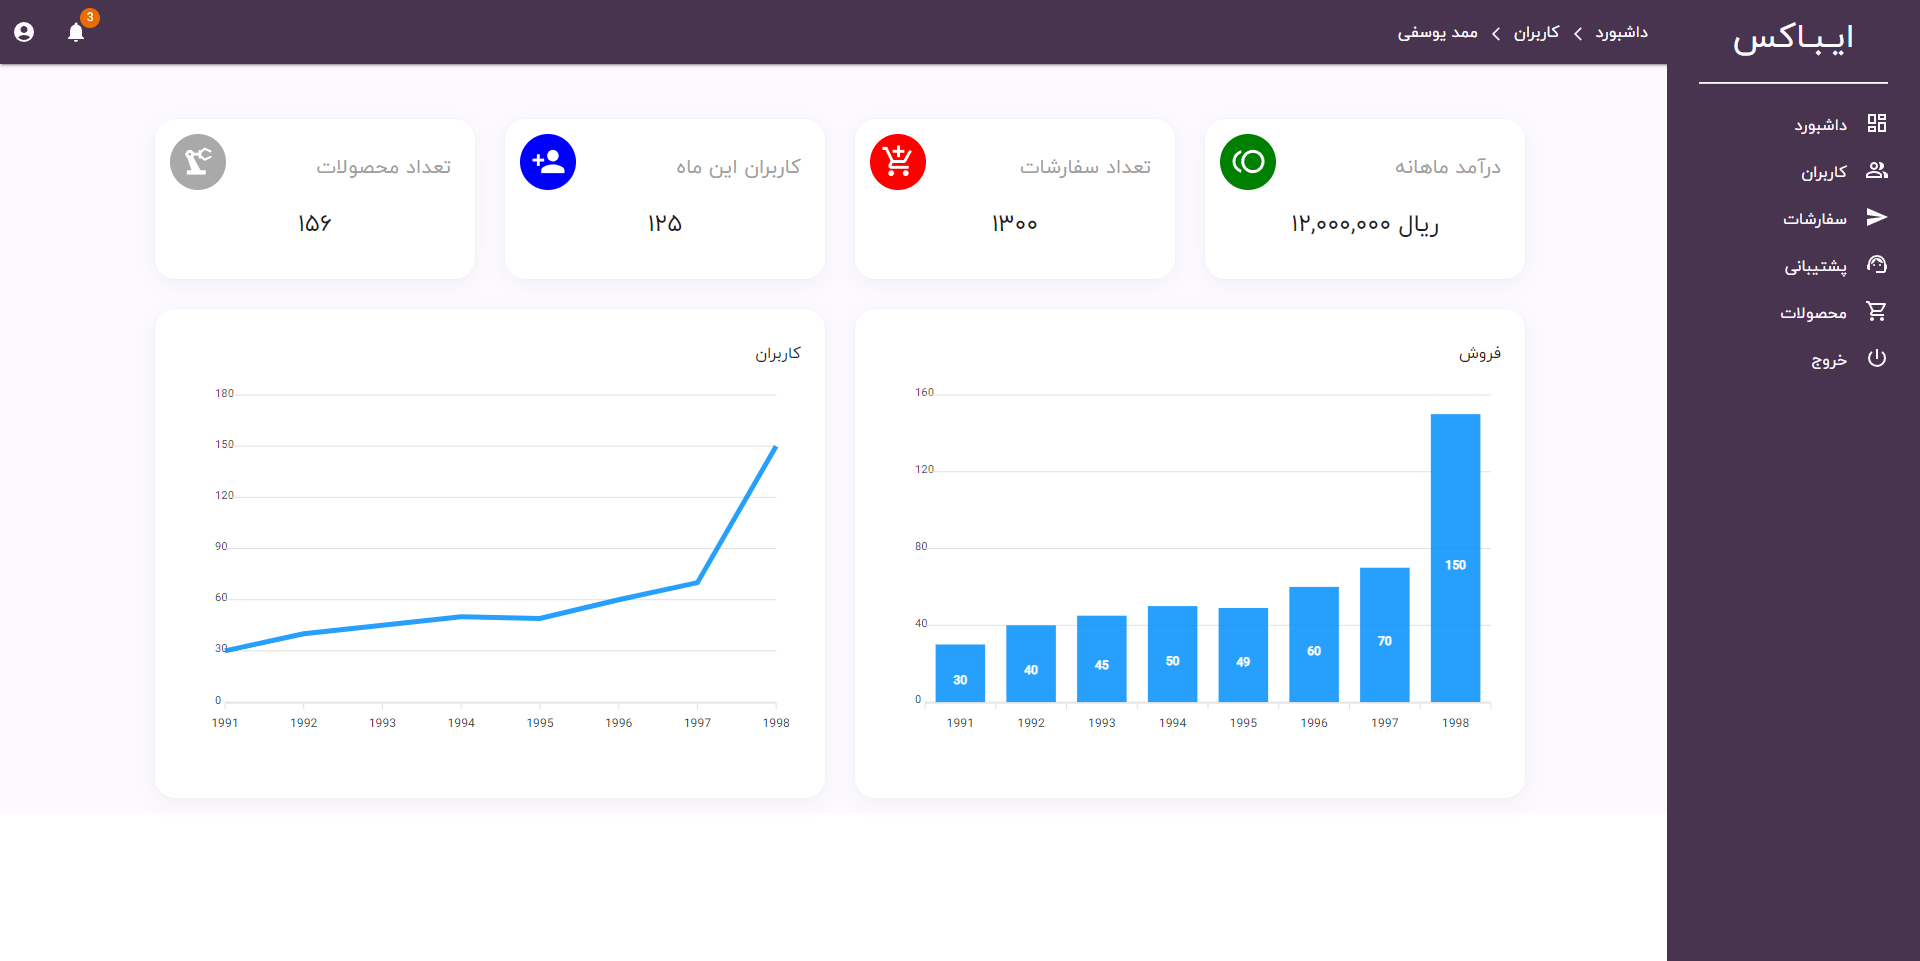 ایباکس
داشبورد
کاربران
سفارشات
پشتیبانی
محصولات
خروج
داشبورد
کاربران
ممد یوسفی
3
درآمد ماهانه
ریال ۱۲,۰۰۰,۰۰۰
تعداد سفارشات
۱۳۰۰
کاربران این ماه
۱۲۵
تعداد محصولات
۱۵۶
فروش
160
120
80
40
0
30
40
45
50
49
60
70
150
1991 1992 1993 1994 1995 1996 1997 1998
کاربران
180
150
120
90
60
30
0
1991 1992 1993 1994 1995 1996 1997 1998